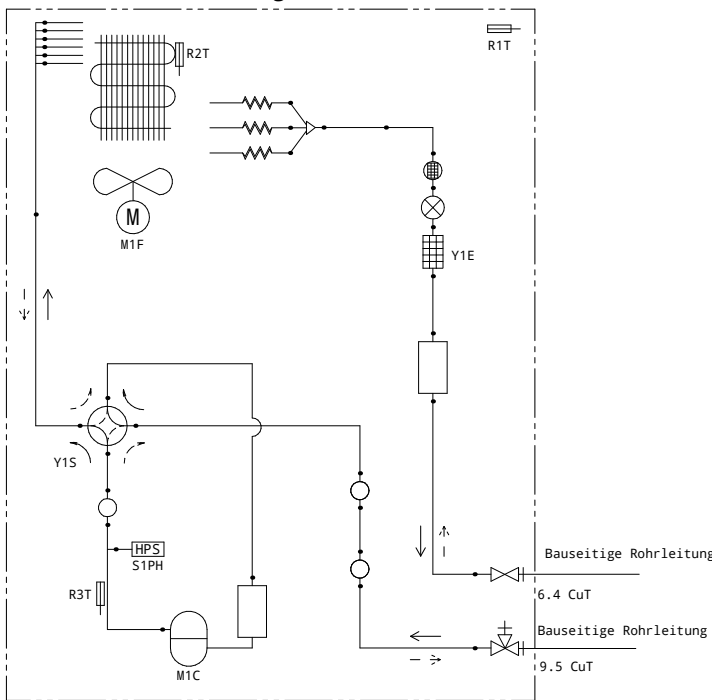 R1T
R2T
M
M1F
Y1E
Y1S
HPS
S1PH
R3T
M1C
Bauseitige Rohrleitung
6.4 CuT
Bauseitige Rohrleitung
9.5 CuT